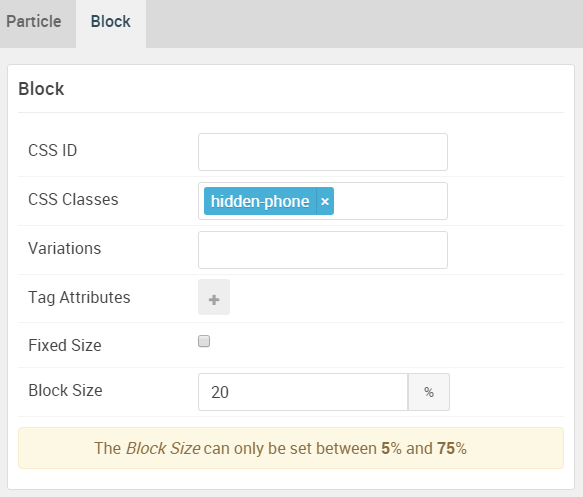 Particle Block
Block
CSS ID
CSS Classes hidden-phone ×
Variations
Tag Attributes +
Fixed Size
Block Size 20 %
The Block Size can only be set between 5% and 75%